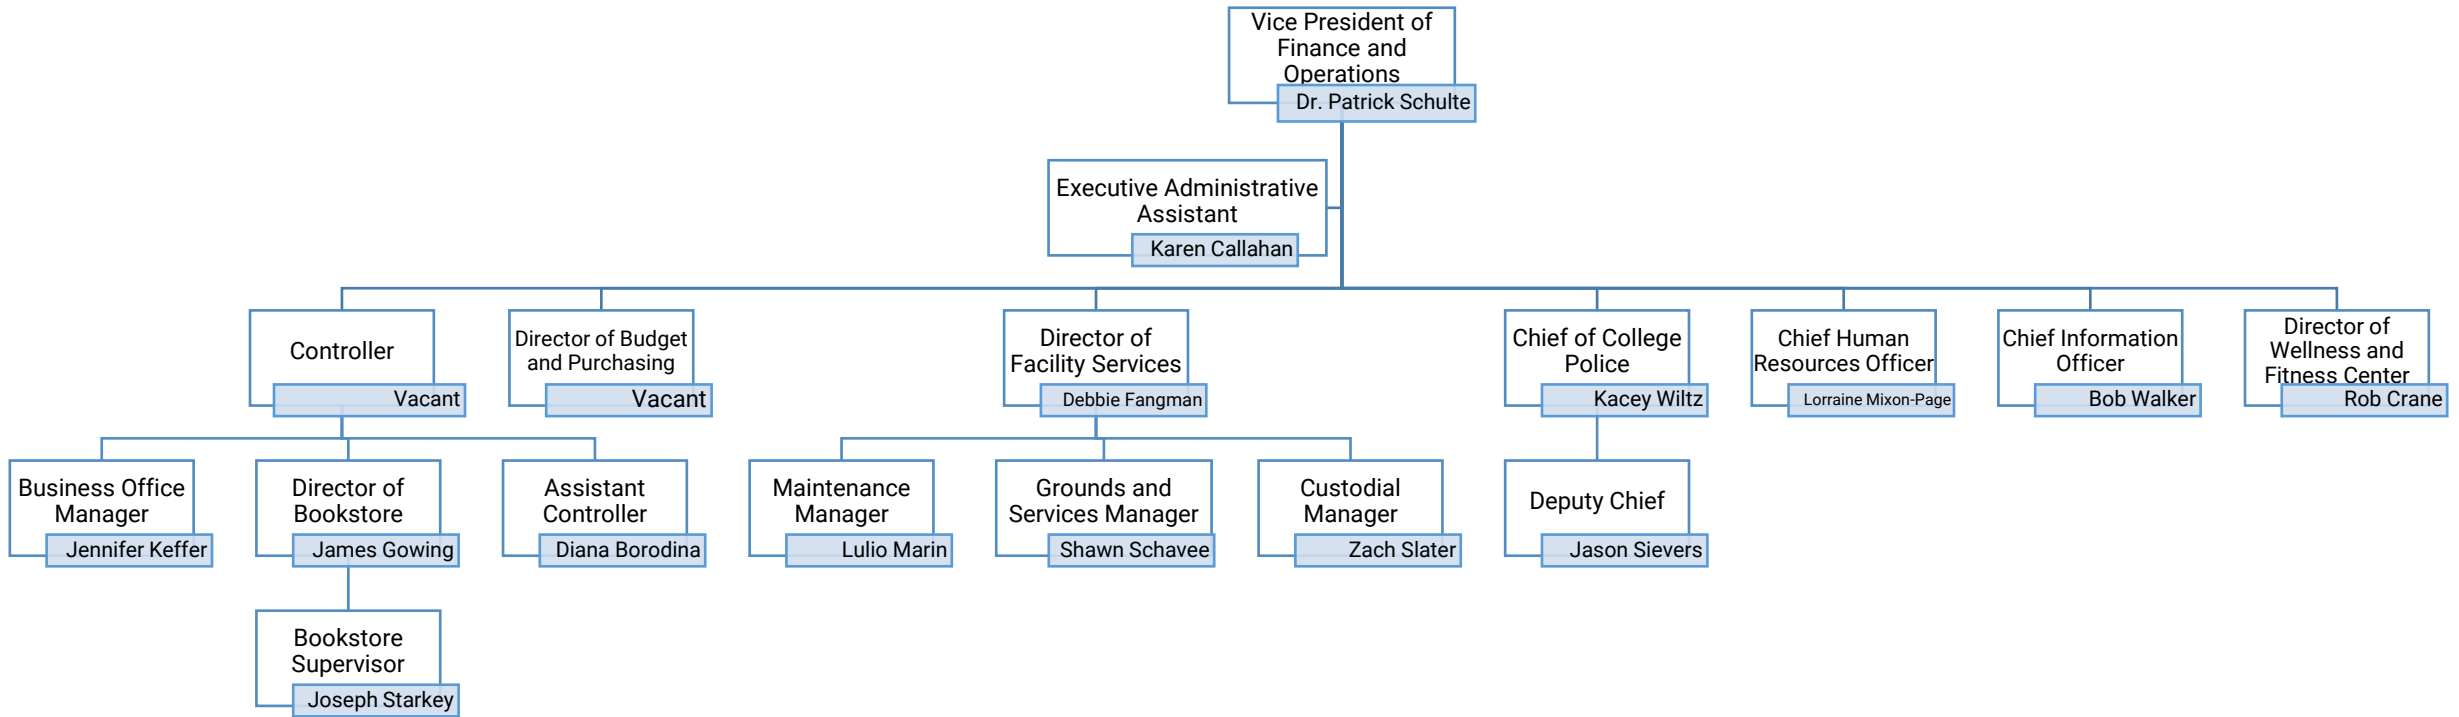 Vice President of
Finance and
Operations
Dr. Patrick Schulte
Executive Administrative
Assistant
Karen Callahan
Controller
Vacant
Director of Budget
and Purchasing
Vacant
Director of
Facility Services
Debbie Fangman
Chief of College
Police
Kacey Wiltz
Chief Human
Resources Officer
Lorraine Mixon-Page
Chief Information
Officer
Bob Walker
Director of
Wellness and
Fitness Center
Rob Crane
Business Office
Manager
Jennifer Keffer
Director of
Bookstore
James Gowing
Assistant
Controller
Diana Borodina
Maintenance
Manager
Lulio Marin
Grounds and
Services Manager
Shawn Schavee
Custodial
Manager
Zach Slater
Deputy Chief
Jason Sievers
Bookstore
Supervisor
Joseph Starkey